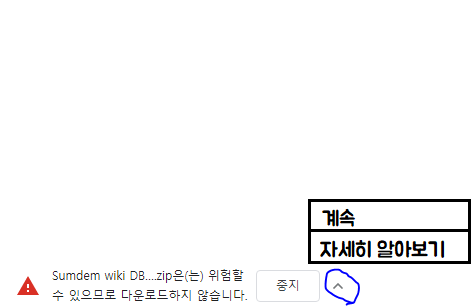 계속
자세히 알아보기
Sumdem wiki DB....zip은(는) 위험할
수 있으므로 다운로드하지 않습니다.
중지